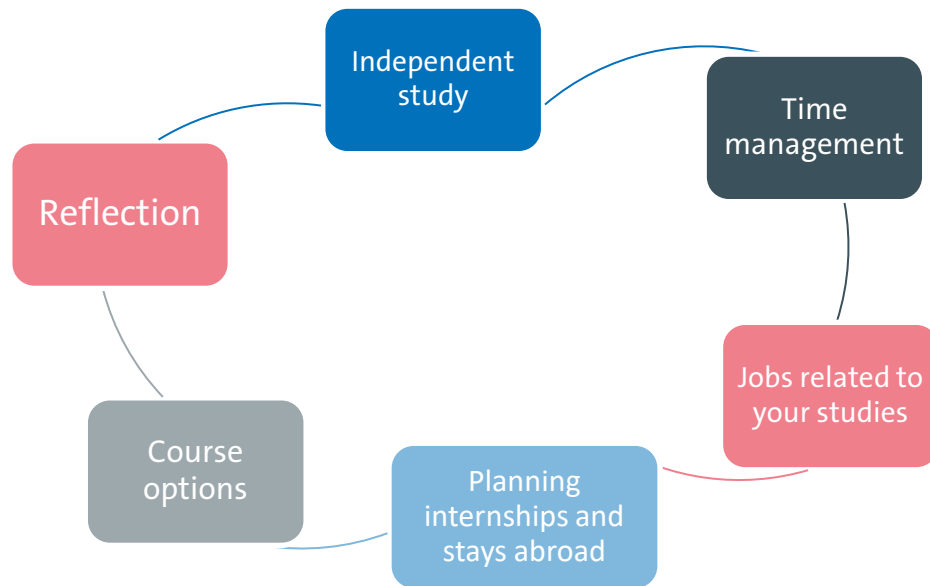 Independent
study
Time
management
Jobs related to
your studies
Planning
internships and
stays abroad
Course
options
Reflection